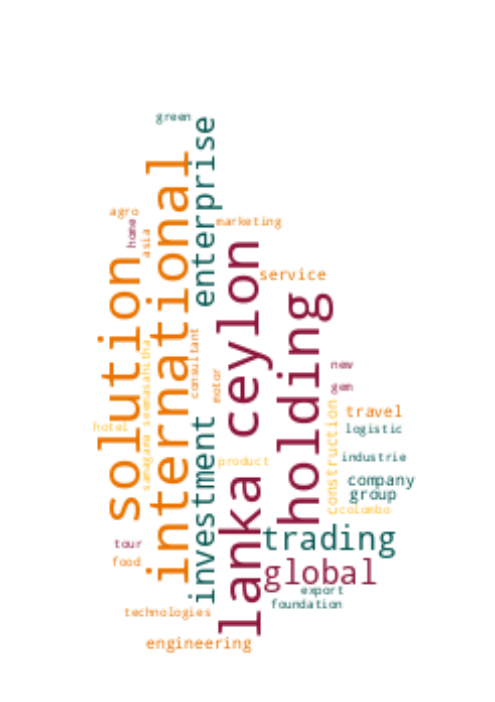 green
enterprise
international
agro
home
asia
marketing
lanka ceylon
solution
service
holding
consultant
samagara seemasahitha
motor
new
gem
construction
travel
hotel
logistic
investment
product
industrie
company
group
colombo
trading
tour
food
global
export
foundation
technologies
engineering